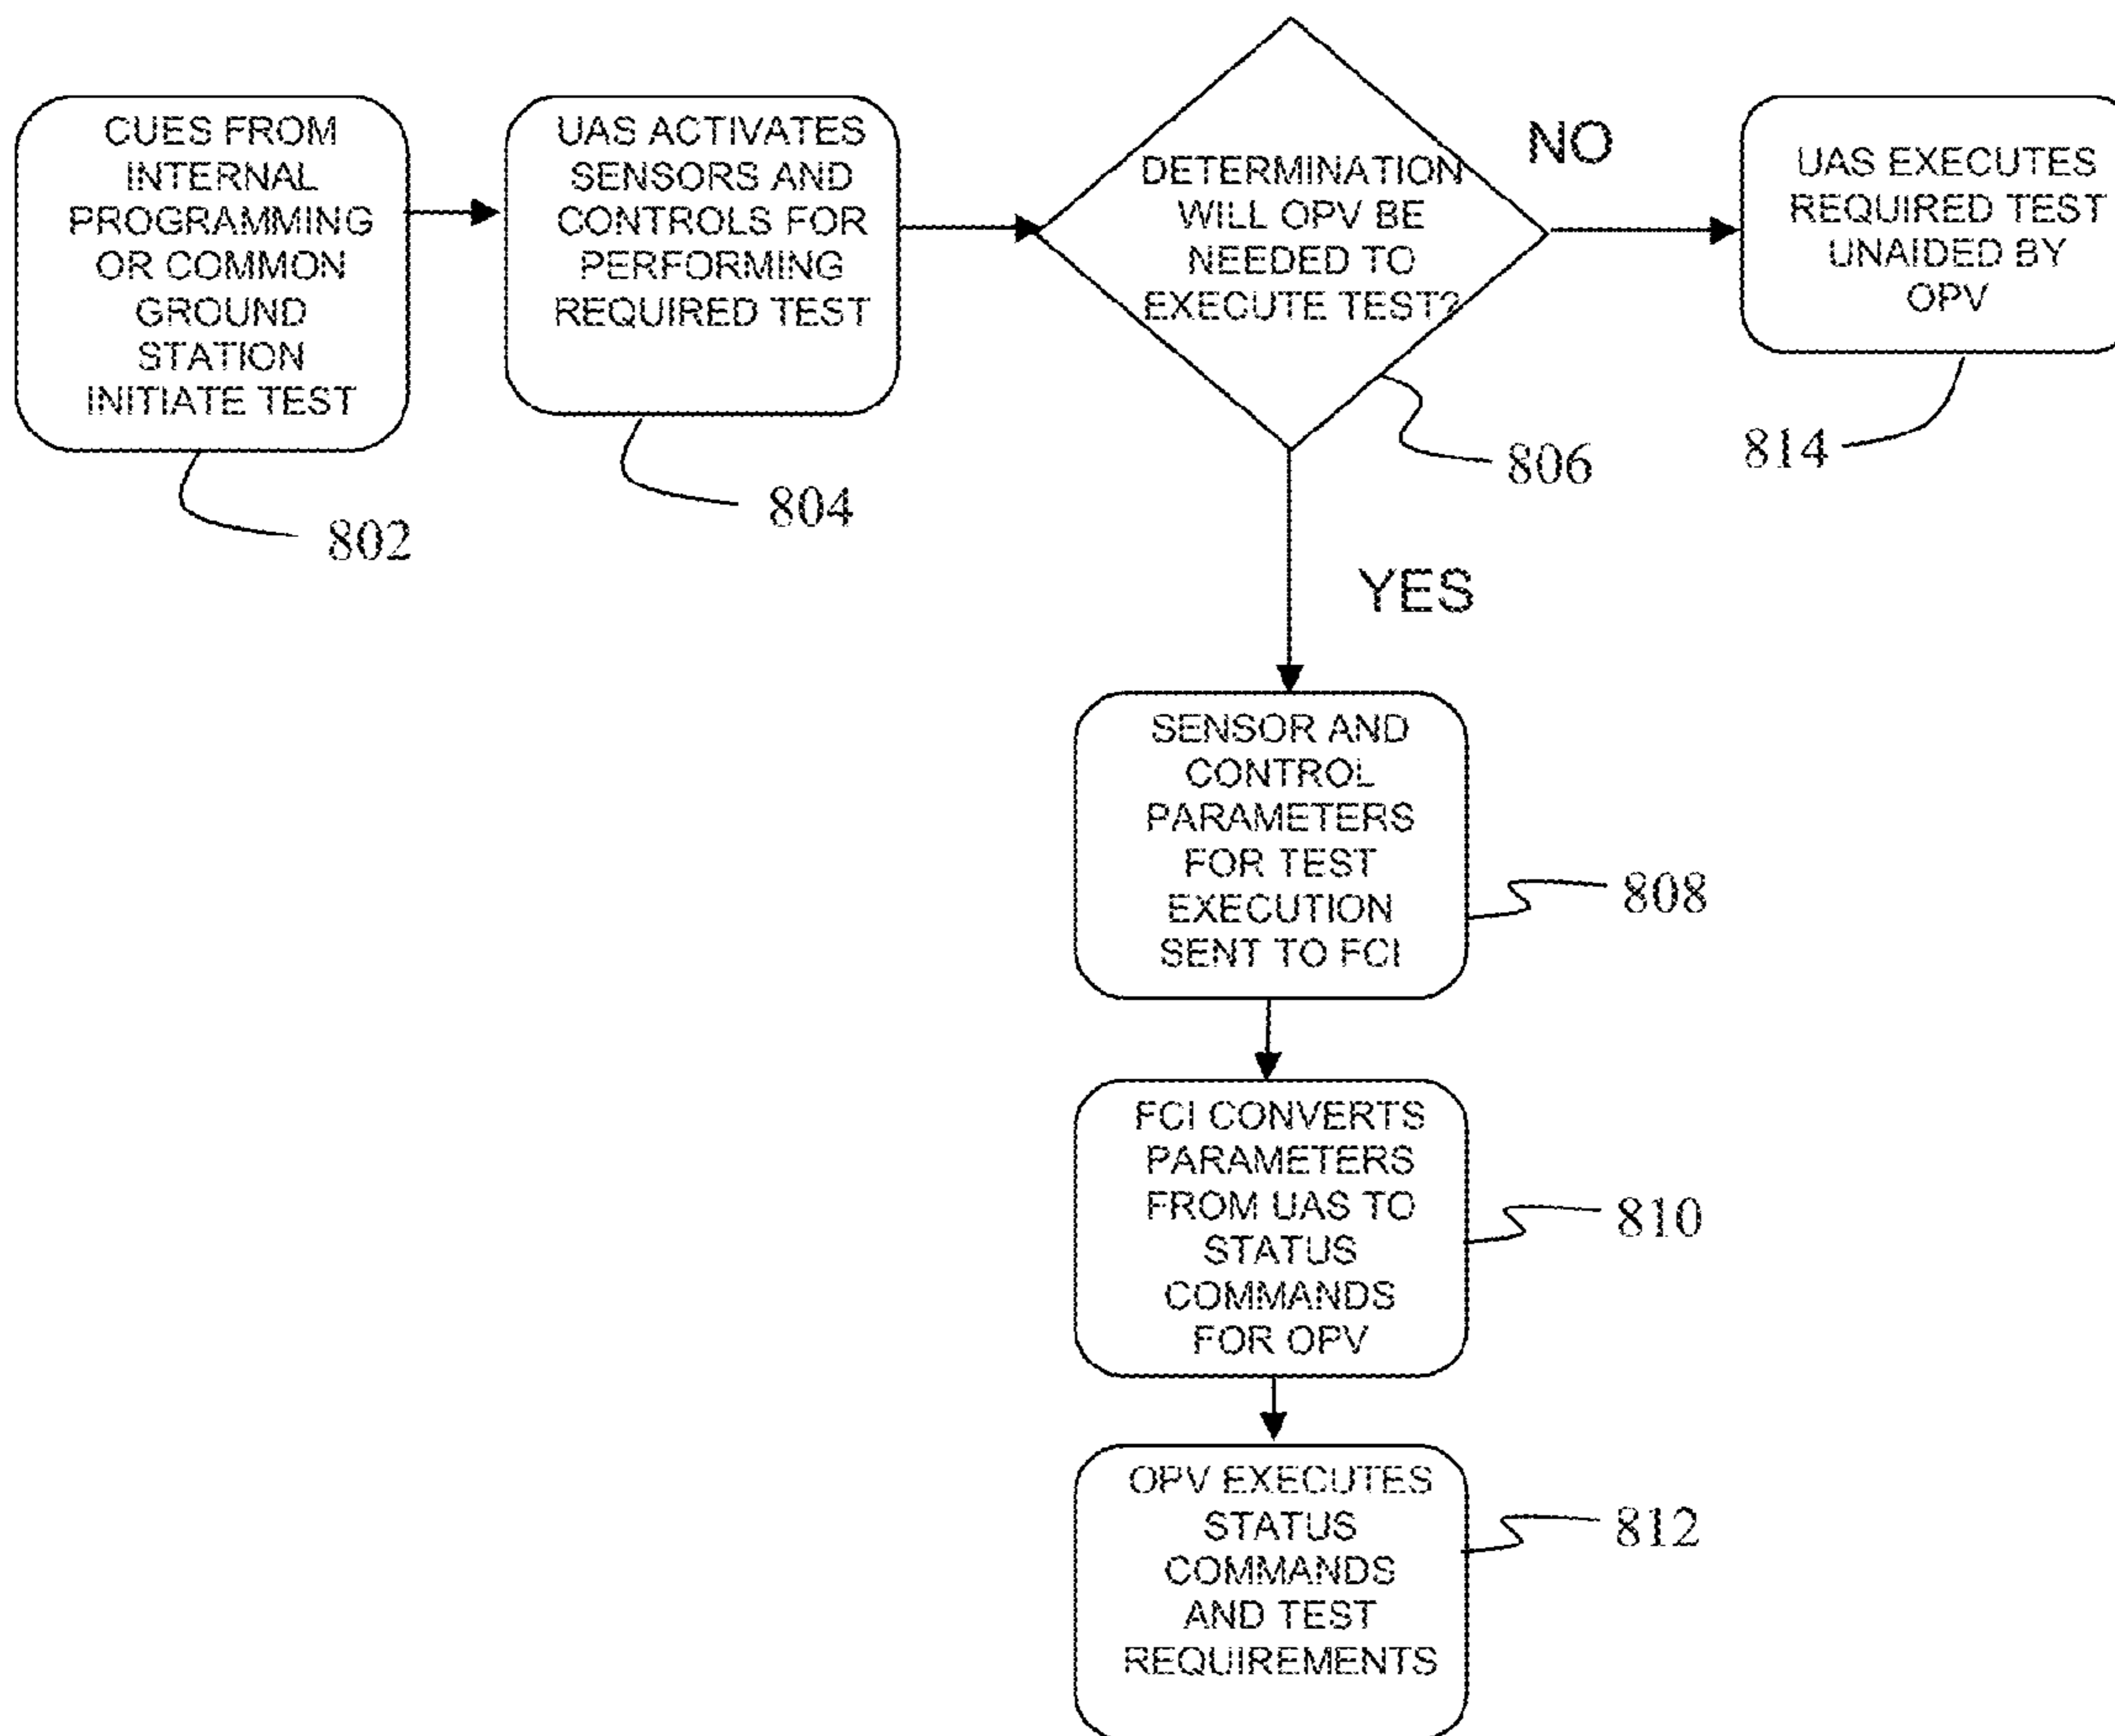 CUES FROM
INTERNAL
PROGRAMMING
OR COMMON
GROUND
STATION
INITIATE TEST
802
UAS ACTIVATES
SENSORS AND
CONTROLS FOR
PERFORMING
REQUIRED TEST
804
DETERMINATION
WILL OPV BE
NEEDED TO
EXECUTE TEST?
806
NO
UAS EXECUTES
REQUIRED TEST
UNAIDED BY
OPV
814
YES
SENSOR AND
CONTROL
PARAMETERS
FOR TEST
EXECUTION
SENT TO FCI
808
FCI CONVERTS
PARAMETERS
FROM UAS TO
STATUS
COMMANDS
FOR OPV
810
OPV EXECUTES
STATUS
COMMANDS
AND TEST
REQUIREMENTS
812